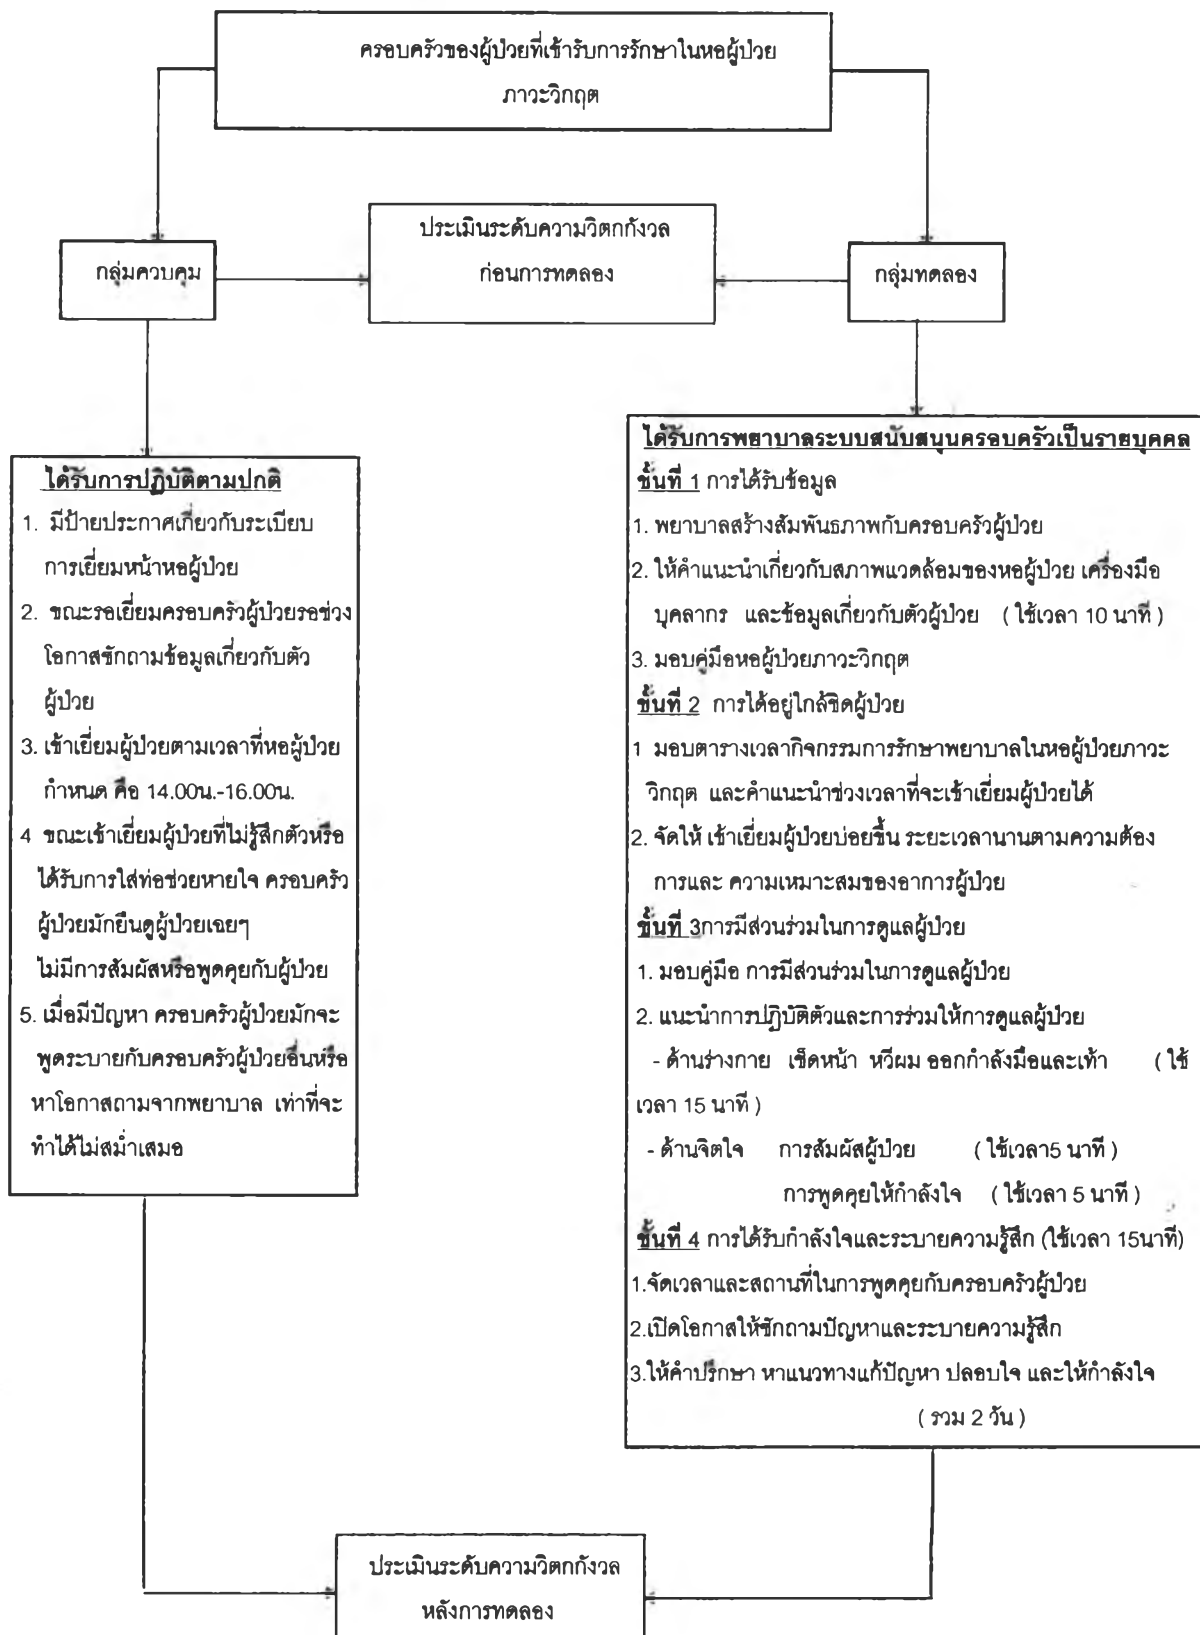 ครอบครัวของผู้ป่วยที่เข้ารับการรักษาในหอผู้ป่วย
ภาวะวิกฤต
ประเมินระดับความวิตกกังวล
ก่อนการทดลอง
กลุ่มควบคุม
กลุ่มทดลอง
ได้รับการปฏิบัติตามปกติ
1. มีป้ายประกาศเกี่ยวกับระเบียบ
การเยี่ยมหน้าหอผู้ป่วย
2. ขณะรอเยี่ยมครอบครัวผู้ป่วยรอช่วง
โอกาสซักถามข้อมูลเกี่ยวกับตัว
ผู้ป่วย
3. เข้าเยี่ยมผู้ป่วยตามเวลาที่หอผู้ป่วย
กำหนด คือ 14.00น.-16.00น.
4 ขณะเข้าเยี่ยมผู้ป่วยที่ไม่รู้สึกตัวหรือ
ได้รับการใส่ท่อช่วยหายใจ ครอบครัว
ผู้ป่วยมักยืนดูผู้ป่วยเฉยๆ
ไม่มีการสัมผัสหรือพูดคุยกับผู้ป่วย
5. เมื่อมีปัญหา ครอบครัวผู้ป่วยมักจะ
พูดระบายกับครอบครัวผู้ป่วยอื่นหรือ
หาโอกาสถามจากพยาบาล เท่าที่จะ
ทำได้ไม่สม่ำเสมอ
ได้รับการพยาบาลระบบสนับสนุนครอบครัวเป็นรายบุคคล
ขั้นที่ 1 การได้รับข้อมูล
1. พยาบาลสร้างสัมพันธภาพกับครอบครัวผู้ป่วย
2. ให้คำแนะนำเกี่ยวกับสภาพแวดล้อมของหอผู้ป่วย เครื่องมือ
บุคลากร และข้อมูลเกี่ยวกับตัวผู้ป่วย ( ใช้เวลา 10 นาที )
3. มอบคู่มือหอผู้ป่วยภาวะวิกฤต
ขั้นที่ 2 การได้อยู่ใกล้ชิดผู้ป่วย
1 มอบตารางเวลากิจกรรมการรักษาพยาบาลในหอผู้ป่วยภาวะ
วิกฤต และคำแนะนำช่วงเวลาที่จะเข้าเยี่ยมผู้ป่วยได้
2. จัดให้ เข้าเยี่ยมผู้ป่วยบ่อยขึ้น ระยะเวลานานตามความต้อง
การและ ความเหมาะสมของอาการผู้ป่วย
ขั้นที่ 3การมีส่วนร่วมในการดูแลผู้ป่วย
1. มอบคู่มือ การมีส่วนร่วมในการดูแลผู้ป่วย
2. แนะนำการปฏิบัติตัวและการร่วมให้การดูแลผู้ป่วย
- ด้านร่างกาย เช็ดหน้า หวีผม ออกกำลังมือและเท้า ( ใช้
เวลา 15 นาที )
- ด้านจิตใจ การสัมผัสผู้ป่วย ( ใช้เวลา5 นาที )
การพูดคุยให้กำลังใจ ( ใช้เวลา 5 นาที )
ขั้นที่ 4 การได้รับกำลังใจและระบายความรู้สึก (ใช้เวลา 15นาที)
1.จัดเวลาและสถานที่ในการพูดคุยกับครอบครัวผู้ป่วย
2.เปิดโอกาสให้ซักถามปัญหาและระบายความรู้สึก
3.ให้คำปรึกษา หาแนวทางแก้ปัญหา ปลอบใจ และให้กำลังใจ
( รวม 2 วัน )
ประเมินระดับความวิตกกังวล
หลังการทดลอง